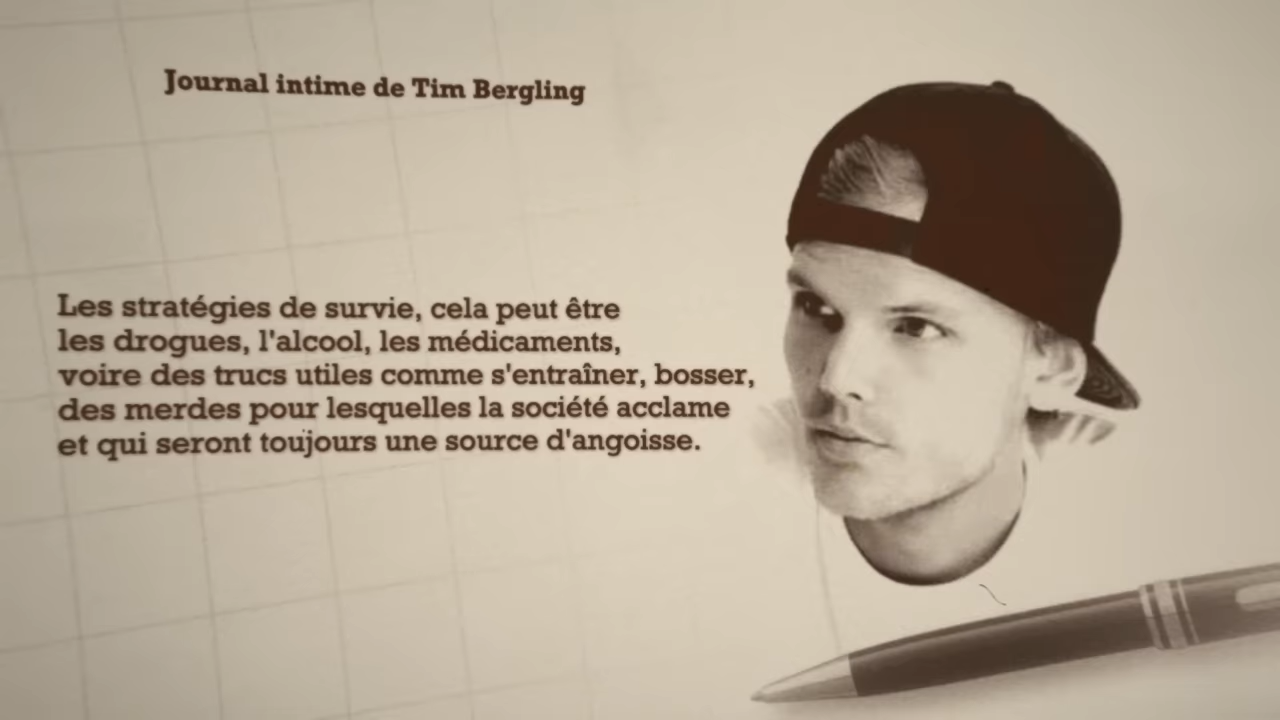 Journal intime de Tim Bergling
Les stratégies de survie, cela peut être
les drogues, l'alcool, les médicaments,
voire des trucs utiles comme s'entraîner, bosser,
des merdes pour lesquelles la société acclame
et qui seront toujours une source d'angoisse.